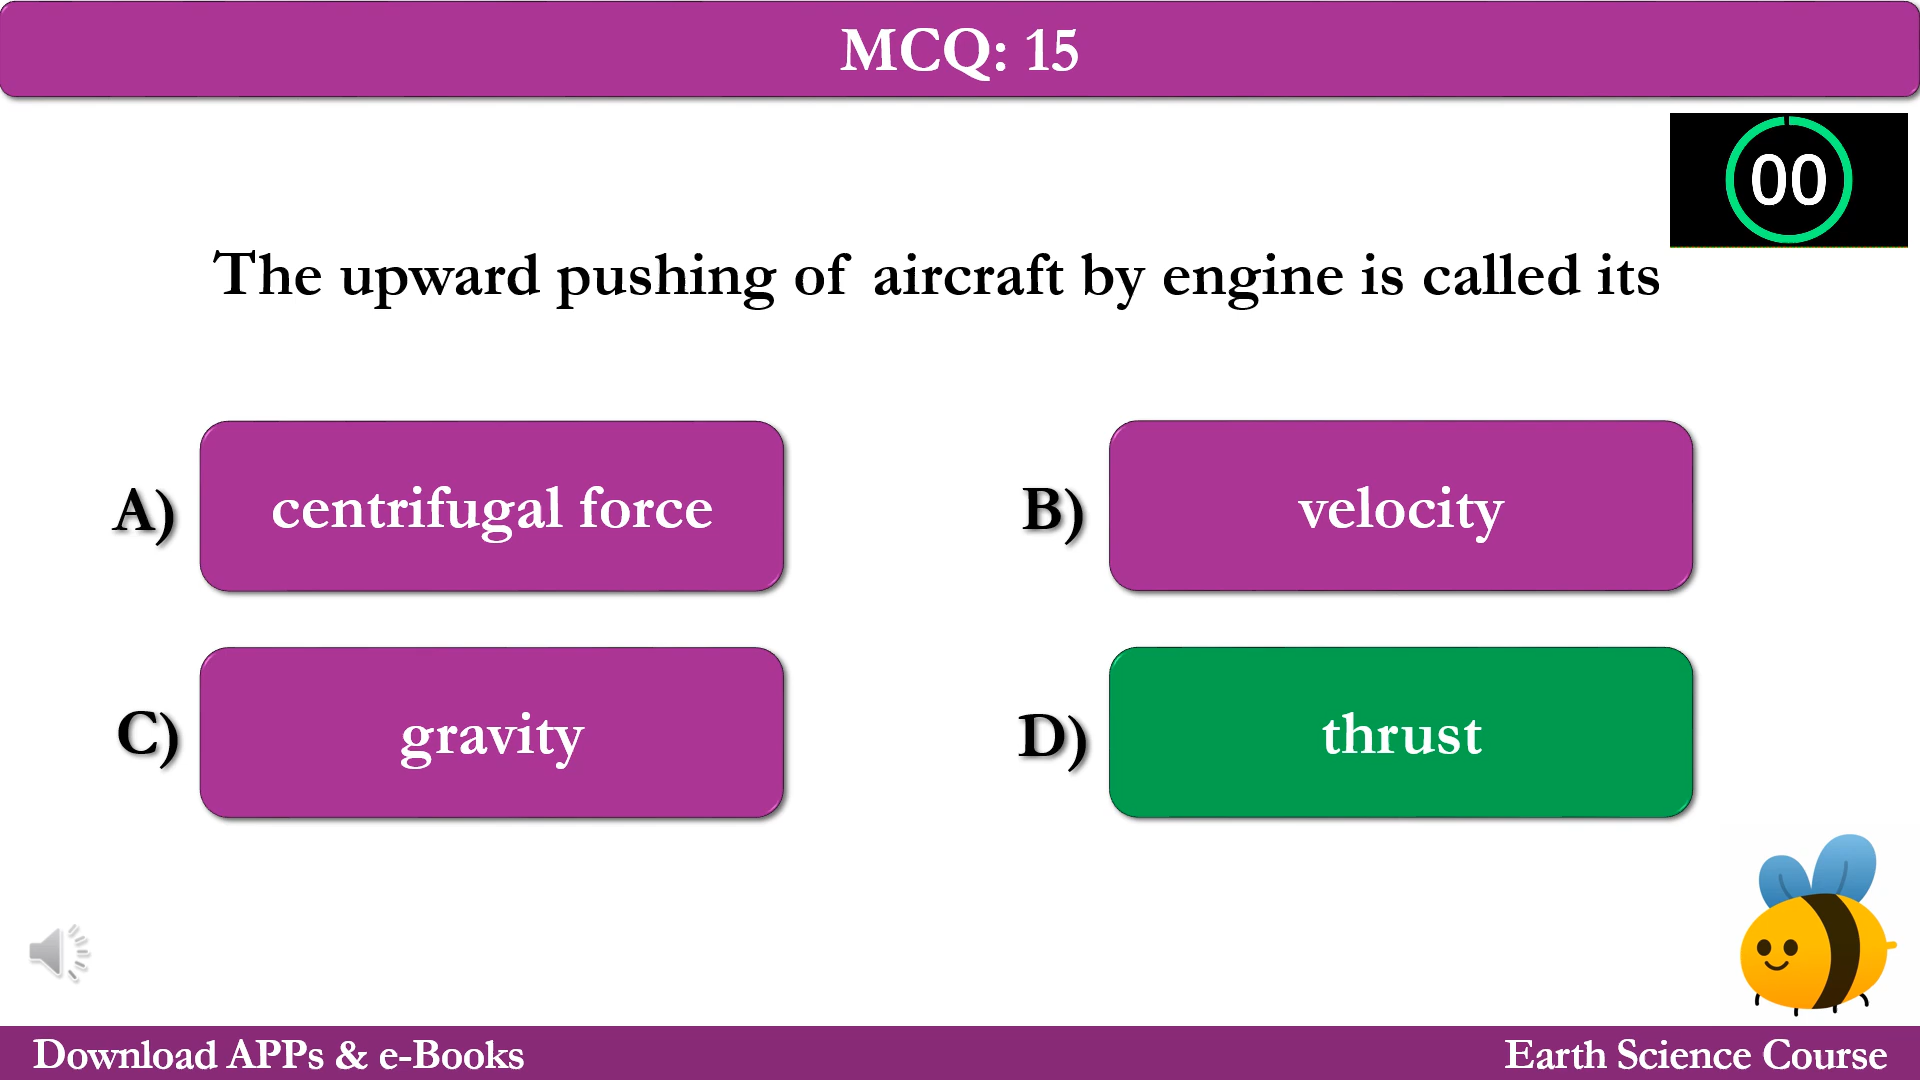 MCQ: 15
00
The upward pushing of aircraft by engine is called its
A) centrifugal force
B) velocity
C) gravity
D) thrust
Download APPs & e-Books
Earth Science Course